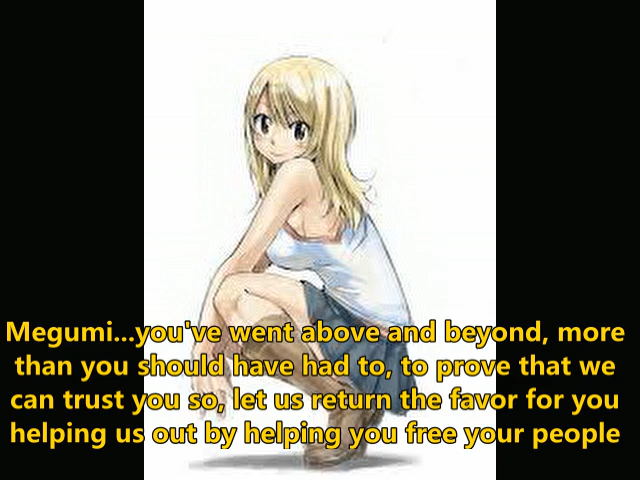 Megumi...you've went above and beyond, more
than you should have had to, to prove that we
can trust you so, let us return the favor for you
helping us out by helping you free your people